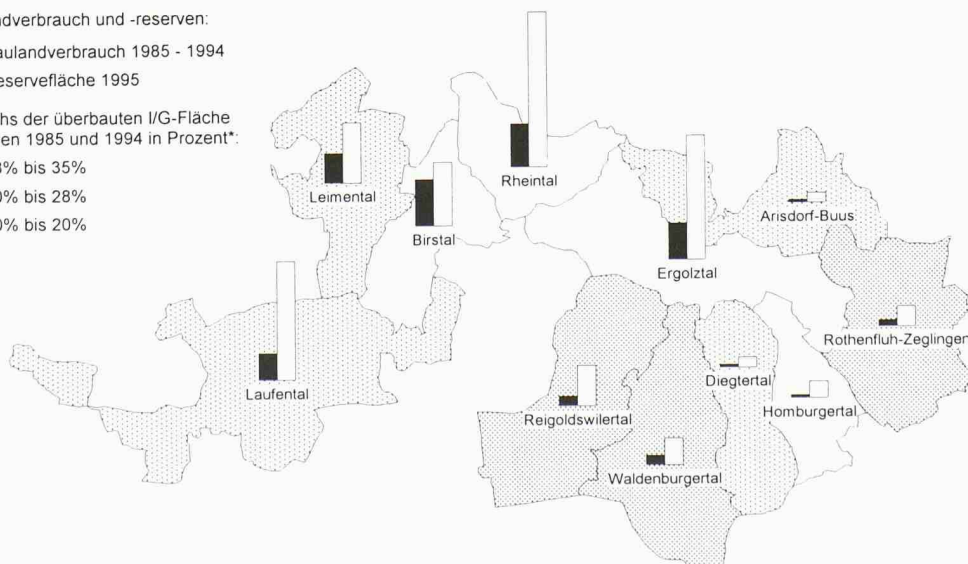 ndverbrauch und -reserven:
aulandverbrauch 1985 - 1994
eservefläche 1995
hs der überbauten I/G-Fläche
en 1985 und 1994 in Prozent*:
% bis 35%
0% bis 28%
0% bis 20%
Leimental
Birstal
Rheintal
Ergolztal
Arisdorf-Buus
Rothenfluh-Zeglingen
Laufental
Reigoldswilertal
Diegtertal
Homburgertal
Waldenburgertal